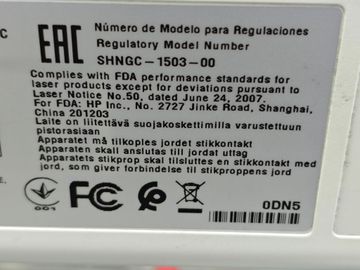 EAC
Número de Modelo para Regulaciones
Regulatory Model Number
SHNGC-1503-00
Complies with FDA performance standards for
laser products except for deviations pursuant to
Laser Notice No.50, dated June 24, 2007.
For FDA: HP Inc., No. 2727 Jinke Road, Shanghai,
China 201203
Laite on liitettävä suojakoskettimilla varustettuun
pistorasiaan
Apparatet må tilkoples jordet stikkontakt
Apparaten skall anslutas till jordat uttag
Apparatets stikprop skal tilsluttes en stikkontakt med
jord, som giver forbindelse til stikproppens jord
001
FC
0DN5